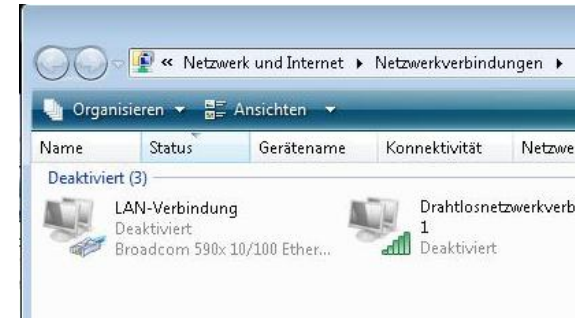 « Netzwerk und Internet ▸ Netzwerkverbindungen ▸
Organisieren Ansichten
Name Status Gerätename Konnektivität Netzwe
Deaktiviert (3)
LAN-Verbindung
Deaktiviert
Broadcom 590x 10/100 Ether...
Drahtlosnetzwerkverb
1
Deaktiviert